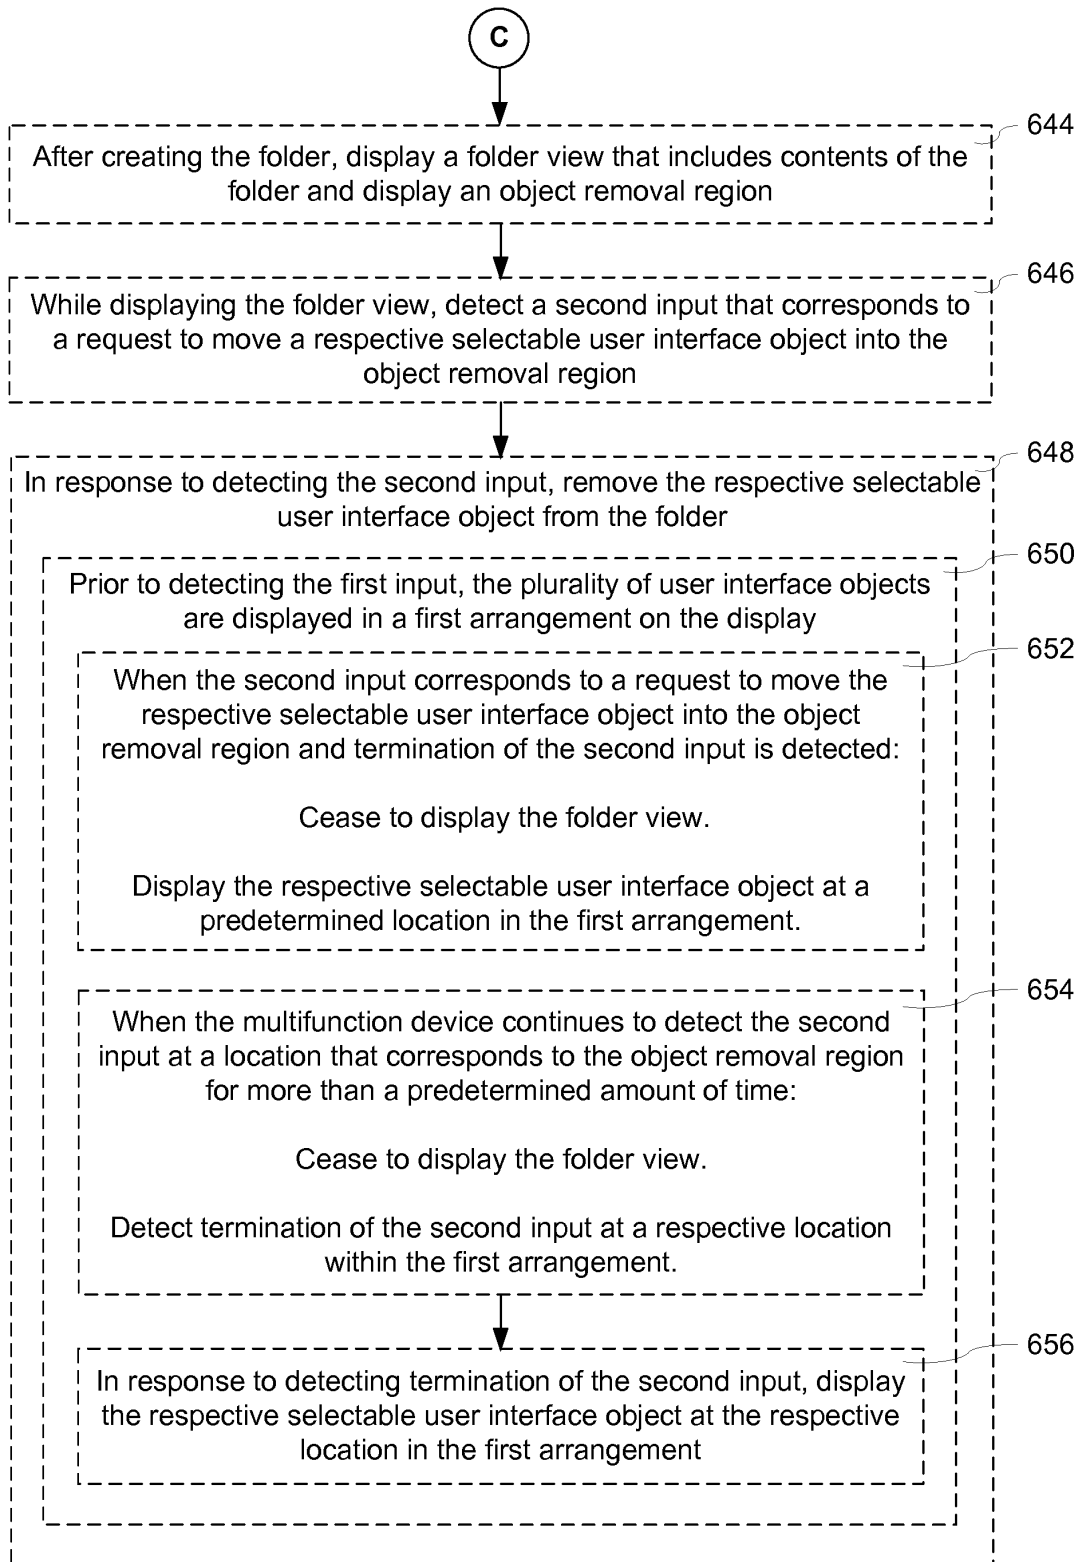 C
644
After creating the folder, display a folder view that includes contents of the
folder and display an object removal region
646
While displaying the folder view, detect a second input that corresponds to
a request to move a respective selectable user interface object into the
object removal region
648
In response to detecting the second input, remove the respective selectable
user interface object from the folder
650
Prior to detecting the first input, the plurality of user interface objects
are displayed in a first arrangement on the display
652
When the second input corresponds to a request to move the
respective selectable user interface object into the object
removal region and termination of the second input is detected:
Cease to display the folder view.
Display the respective selectable user interface object at a
predetermined location in the first arrangement.
654
When the multifunction device continues to detect the second
input at a location that corresponds to the object removal region
for more than a predetermined amount of time:
Cease to display the folder view.
Detect termination of the second input at a respective location
within the first arrangement.
656
In response to detecting termination of the second input, display
the respective selectable user interface object at the respective
location in the first arrangement